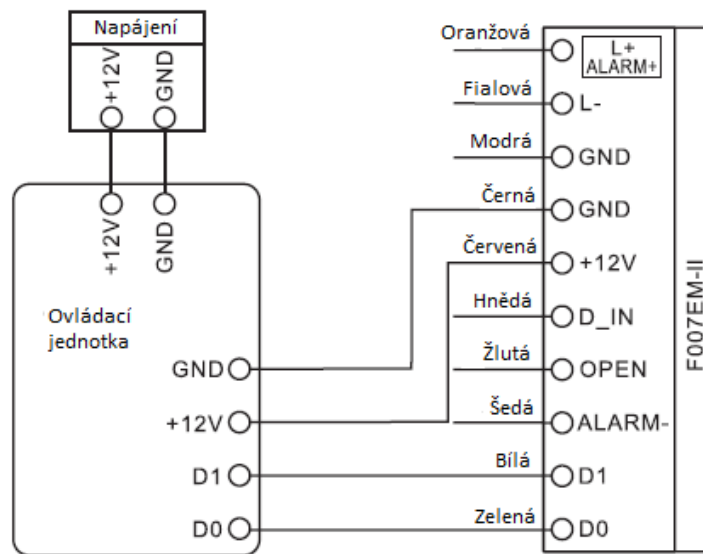 Napájení
+12V
GND
+12V
GND
Ovládací
jednotka
GND
+12V
D1
D0
Oranžová
L+
ALARM+
Fialová
L-
Modrá
GND
Černá
GND
Červená
+12V
Hnědá
D_IN
Žlutá
OPEN
Šedá
ALARM-
Bílá
D1
Zelená
D0
F007EM-II